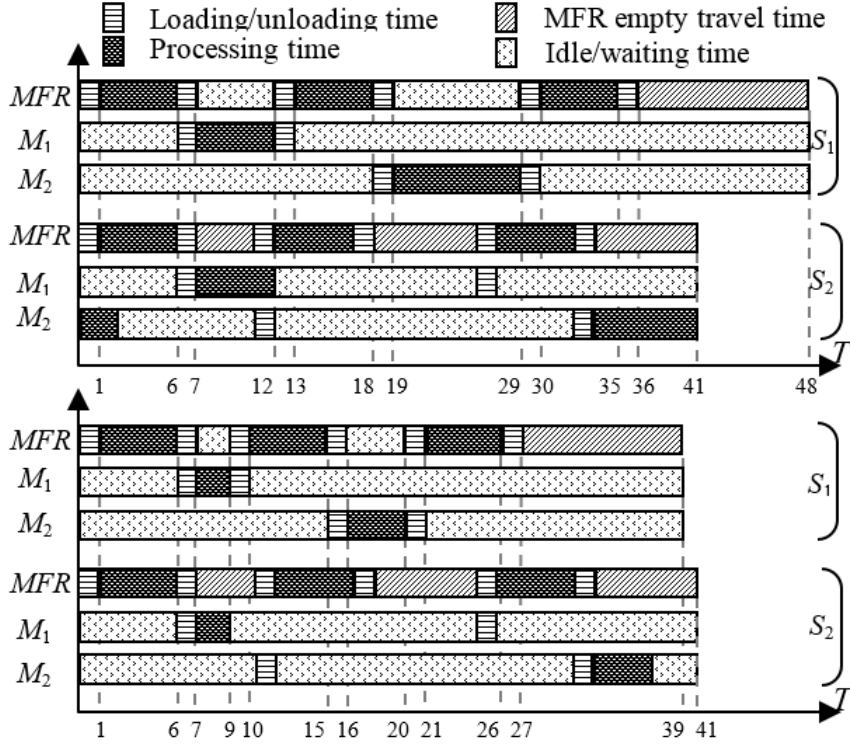 Loading/unloading time
MFR empty travel time
Processing time
Idle/waiting time
MFR
M1
S1
M2
MFR
M1
S2
M2
T
1 6 7 12 13 18 19 29 30 35 36 41 48
MFR
M1
S1
M2
MFR
M1
S2
M2
T
1 6 7 9 10 15 16 20 21 26 27 39 41